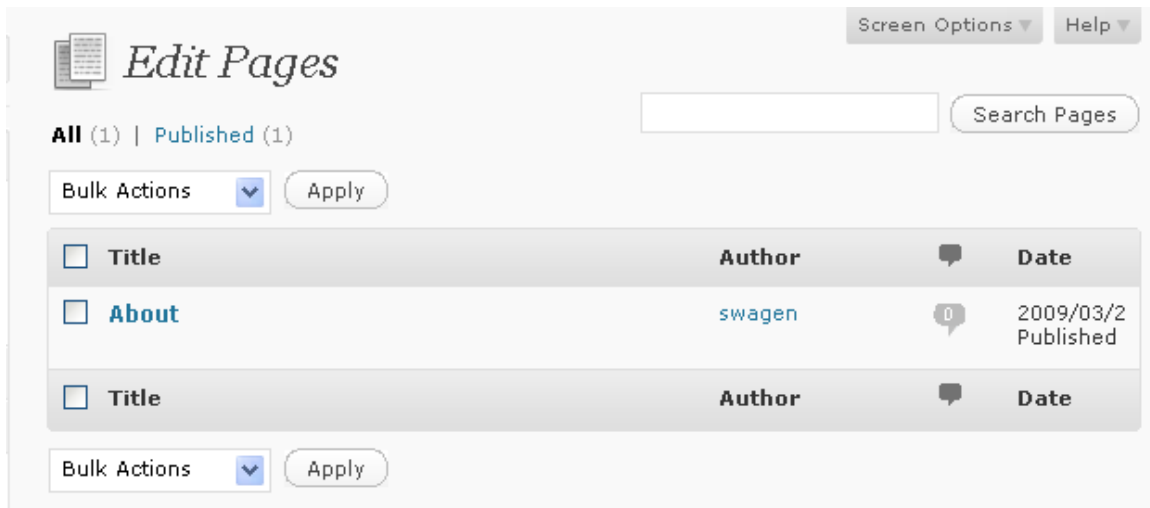 Screen Options Help
Edit Pages
Search Pages
All (1) | Published (1)
Bulk Actions Apply
Title Author Date
About swagen 0 2009/03/2
Published
Title Author Date
Bulk Actions Apply